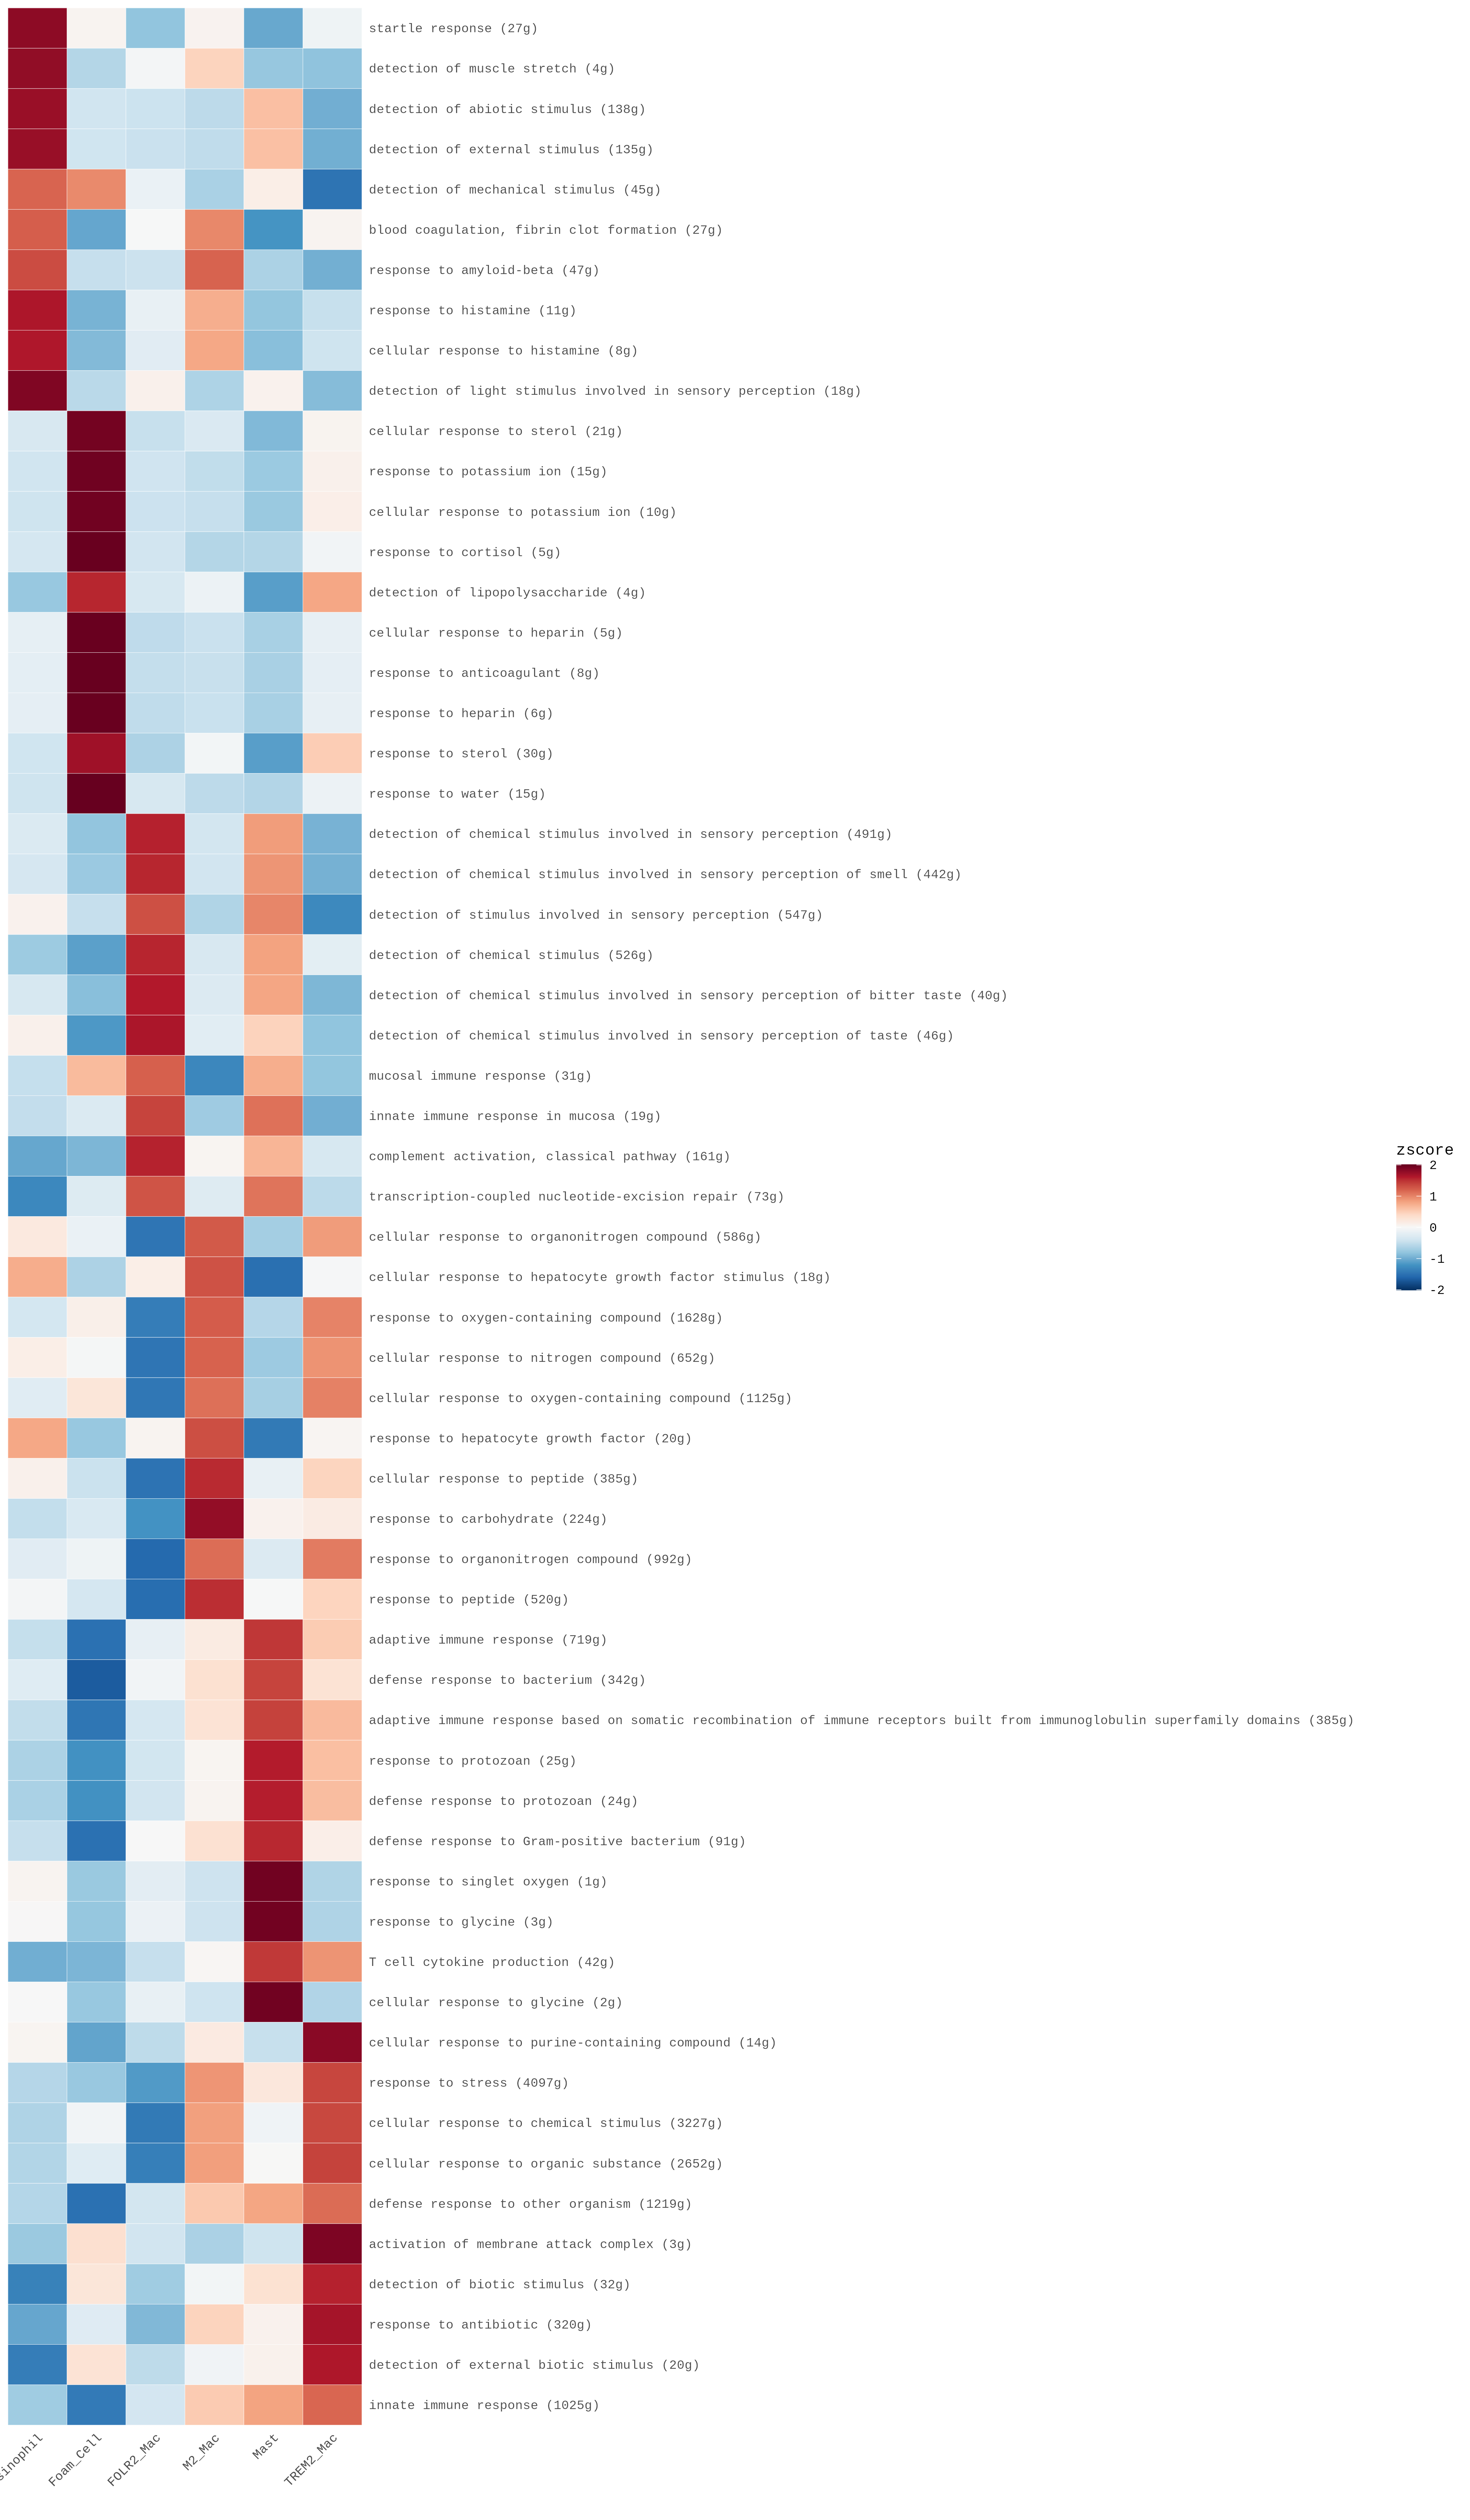 startle response (27g)
detection of muscle stretch (4g)
detection of abiotic stimulus (138g)
detection of external stimulus (135g)
detection of mechanical stimulus (45g)
blood coagulation, fibrin clot formation (27g)
response to amyloid-beta (47g)
response to histamine (11g)
cellular response to histamine (8g)
detection of light stimulus involved in sensory perception (18g)
cellular response to sterol (21g)
response to potassium ion (15g)
cellular response to potassium ion (10g)
response to cortisol (5g)
detection of lipopolysaccharide (4g)
cellular response to heparin (5g)
response to anticoagulant (8g)
response to heparin (6g)
response to sterol (30g)
response to water (15g)
detection of chemical stimulus involved in sensory perception (491g)
detection of chemical stimulus involved in sensory perception of smell (442g)
detection of stimulus involved in sensory perception (547g)
detection of chemical stimulus (526g)
detection of chemical stimulus involved in sensory perception of bitter taste (40g)
detection of chemical stimulus involved in sensory perception of taste (46g)
mucosal immune response (31g)
innate immune response in mucosa (19g)
complement activation, classical pathway (161g)
transcription-coupled nucleotide-excision repair (73g)
cellular response to organonitrogen compound (586g)
cellular response to hepatocyte growth factor stimulus (18g)
response to oxygen-containing compound (1628g)
cellular response to nitrogen compound (652g)
cellular response to oxygen-containing compound (1125g)
response to hepatocyte growth factor (20g)
cellular response to peptide (385g)
response to carbohydrate (224g)
response to organonitrogen compound (992g)
response to peptide (520g)
adaptive immune response (719g)
defense response to bacterium (342g)
adaptive immune response based on somatic recombination of immune receptors built from immunoglobulin superfamily domains (385g)
response to protozoan (25g)
defense response to protozoan (24g)
defense response to Gram-positive bacterium (91g)
response to singlet oxygen (1g)
response to glycine (3g)
T cell cytokine production (42g)
cellular response to glycine (2g)
cellular response to purine-containing compound (14g)
response to stress (4097g)
cellular response to chemical stimulus (3227g)
cellular response to organic substance (2652g)
defense response to other organism (1219g)
activation of membrane attack complex (3g)
detection of biotic stimulus (32g)
response to antibiotic (320g)
detection of external biotic stimulus (20g)
innate immune response (1025g)
sinophil
Foam_Cell
FOLR2_Mac
M2_Mac
Mast
TREM2_Mac
zscore
2
1
0
-1
-2